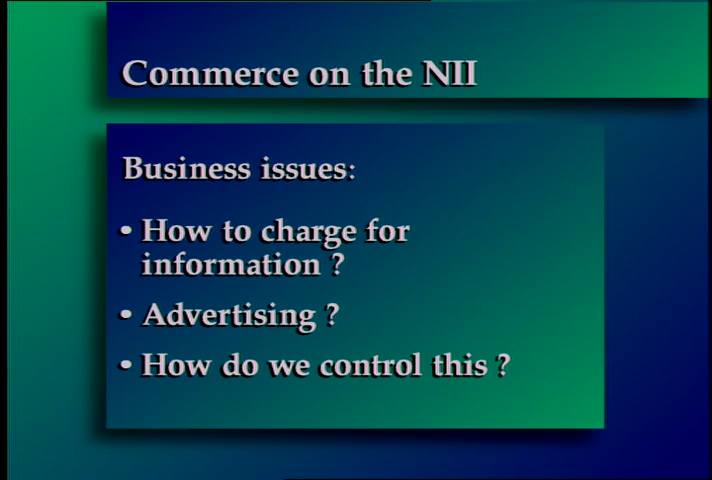 Commerce on the NII
Business issues:
• How to charge for
information ?
• Advertising ?
• How do we control this ?